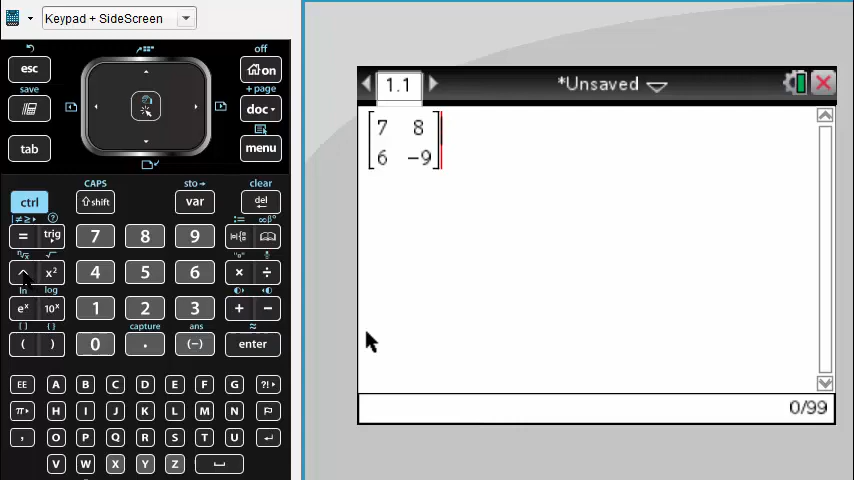 Keypad + SideScreen
off
esc
on
save
+ page
doc
tab
menu
CAPS
sto→
clear
ctrl
⇧shift
var
del
|≠≥▸
:=
∞β°
= trig 7 8 9
ⁿ√x √
"∘"
^ x² 4 5 6 × ÷
ln log
eˣ 10ˣ 1 2 3 + −
[ ] { } capture ans ≈
( ) 0 . (−) enter
EE A B C D E F G ?!▸
π▸ H I J K L M N
, O P Q R S T U
V W X Y Z
1.1 *Unsaved
7 8
6 −9
0/99